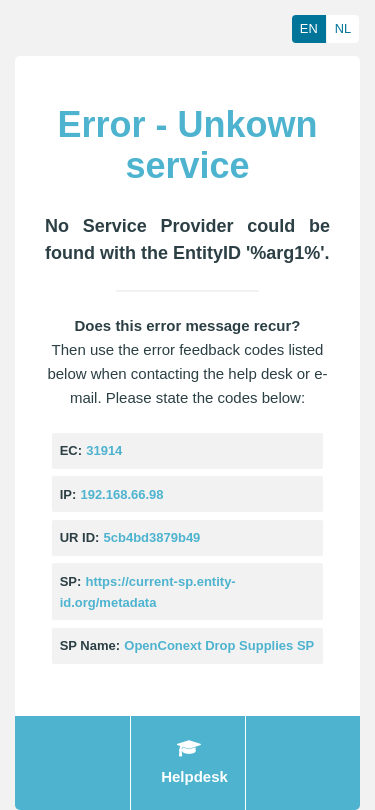 EN NL
Error - Unkown
service
No Service Provider could be
found with the EntityID '%arg1%'.
Does this error message recur?
Then use the error feedback codes listed
below when contacting the help desk or e-
mail. Please state the codes below:
EC: 31914
IP: 192.168.66.98
UR ID: 5cb4bd3879b49
SP: https://current-sp.entity-
id.org/metadata
SP Name: OpenConext Drop Supplies SP
Helpdesk